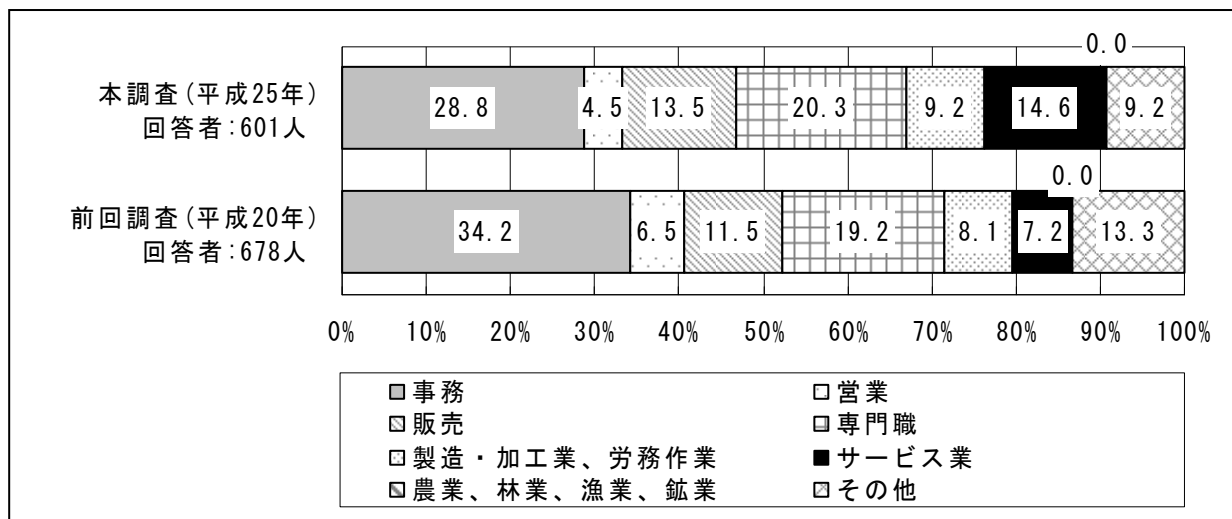 0.0
本調査(平成25年)
回答者:601人
28.8 4.5 13.5 20.3 9.2 14.6 9.2
0.0
前回調査(平成20年)
回答者:678人
34.2 6.5 11.5 19.2 8.1 7.2 13.3
0% 10% 20% 30% 40% 50% 60% 70% 80% 90% 100%
事務 営業
販売 専門職
製造・加工業、労務作業 サービス業
農業、林業、漁業、鉱業 その他